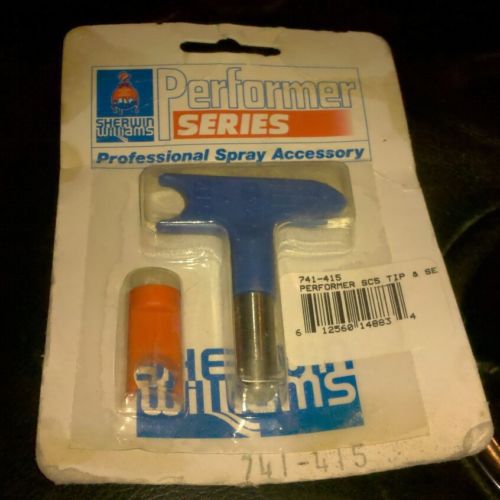 SHERWIN
WILLIAMS
Performer
SERIES
Professional Spray Accessory
741-415
PERFORMER SC5 TIP & SE
6 12560 14883 4
SHERWIN
Williams
741-415